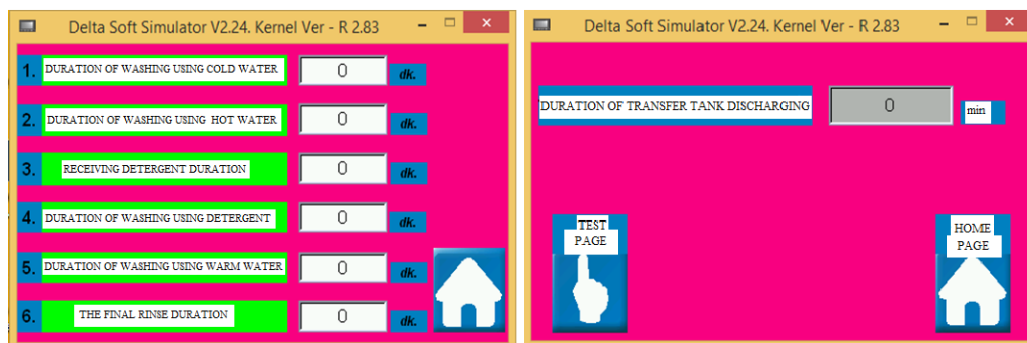 Delta Soft Simulator V2.24. Kernel Ver - R 2.83
1. DURATION OF WASHING USING COLD WATER 0 dk.
2. DURATION OF WASHING USING HOT WATER 0 dk.
3. RECEIVING DETERGENT DURATION 0 dk.
4. DURATION OF WASHING USING DETERGENT 0 dk.
5. DURATION OF WASHING USING WARM WATER 0 dk.
6. THE FINAL RINSE DURATION 0 dk.
Delta Soft Simulator V2.24. Kernel Ver - R 2.83
DURATION OF TRANSFER TANK DISCHARGING 0 min
TEST
PAGE
HOME
PAGE